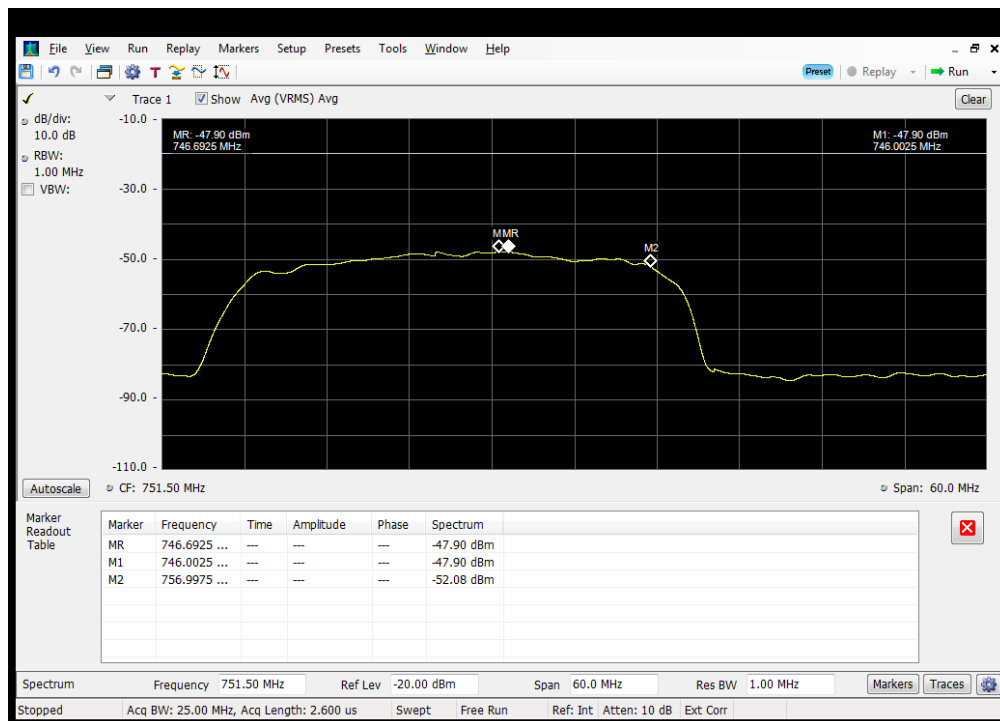 File View Run Replay Markers Setup Presets Tools Window Help
T Preset Replay Run
Trace 1 Show Avg (VRMS) Avg Clear
dB/div:
10.0 dB
RBW:
1.00 MHz
VBW:
-10.0 -
-30.0 -
-50.0 -
-70.0 -
-90.0 -
-110.0 -
MR: -47.90 dBm
746.6925 MHz
M1: -47.90 dBm
746.0025 MHz
MMR
M2
Autoscale CF: 751.50 MHz Span: 60.0 MHz
Marker
Readout
Table
Marker Frequency Time Amplitude Phase Spectrum
MR 746.6925 ... --- --- --- -47.90 dBm
M1 746.0025 ... --- --- --- -47.90 dBm
M2 756.9975 ... --- --- --- -52.08 dBm
Spectrum Frequency 751.50 MHz Ref Lev -20.00 dBm Span 60.0 MHz Res BW 1.00 MHz Markers Traces
Stopped Acq BW: 25.00 MHz, Acq Length: 2.600 us Swept Free Run Ref: Int Atten: 10 dB Ext Corr